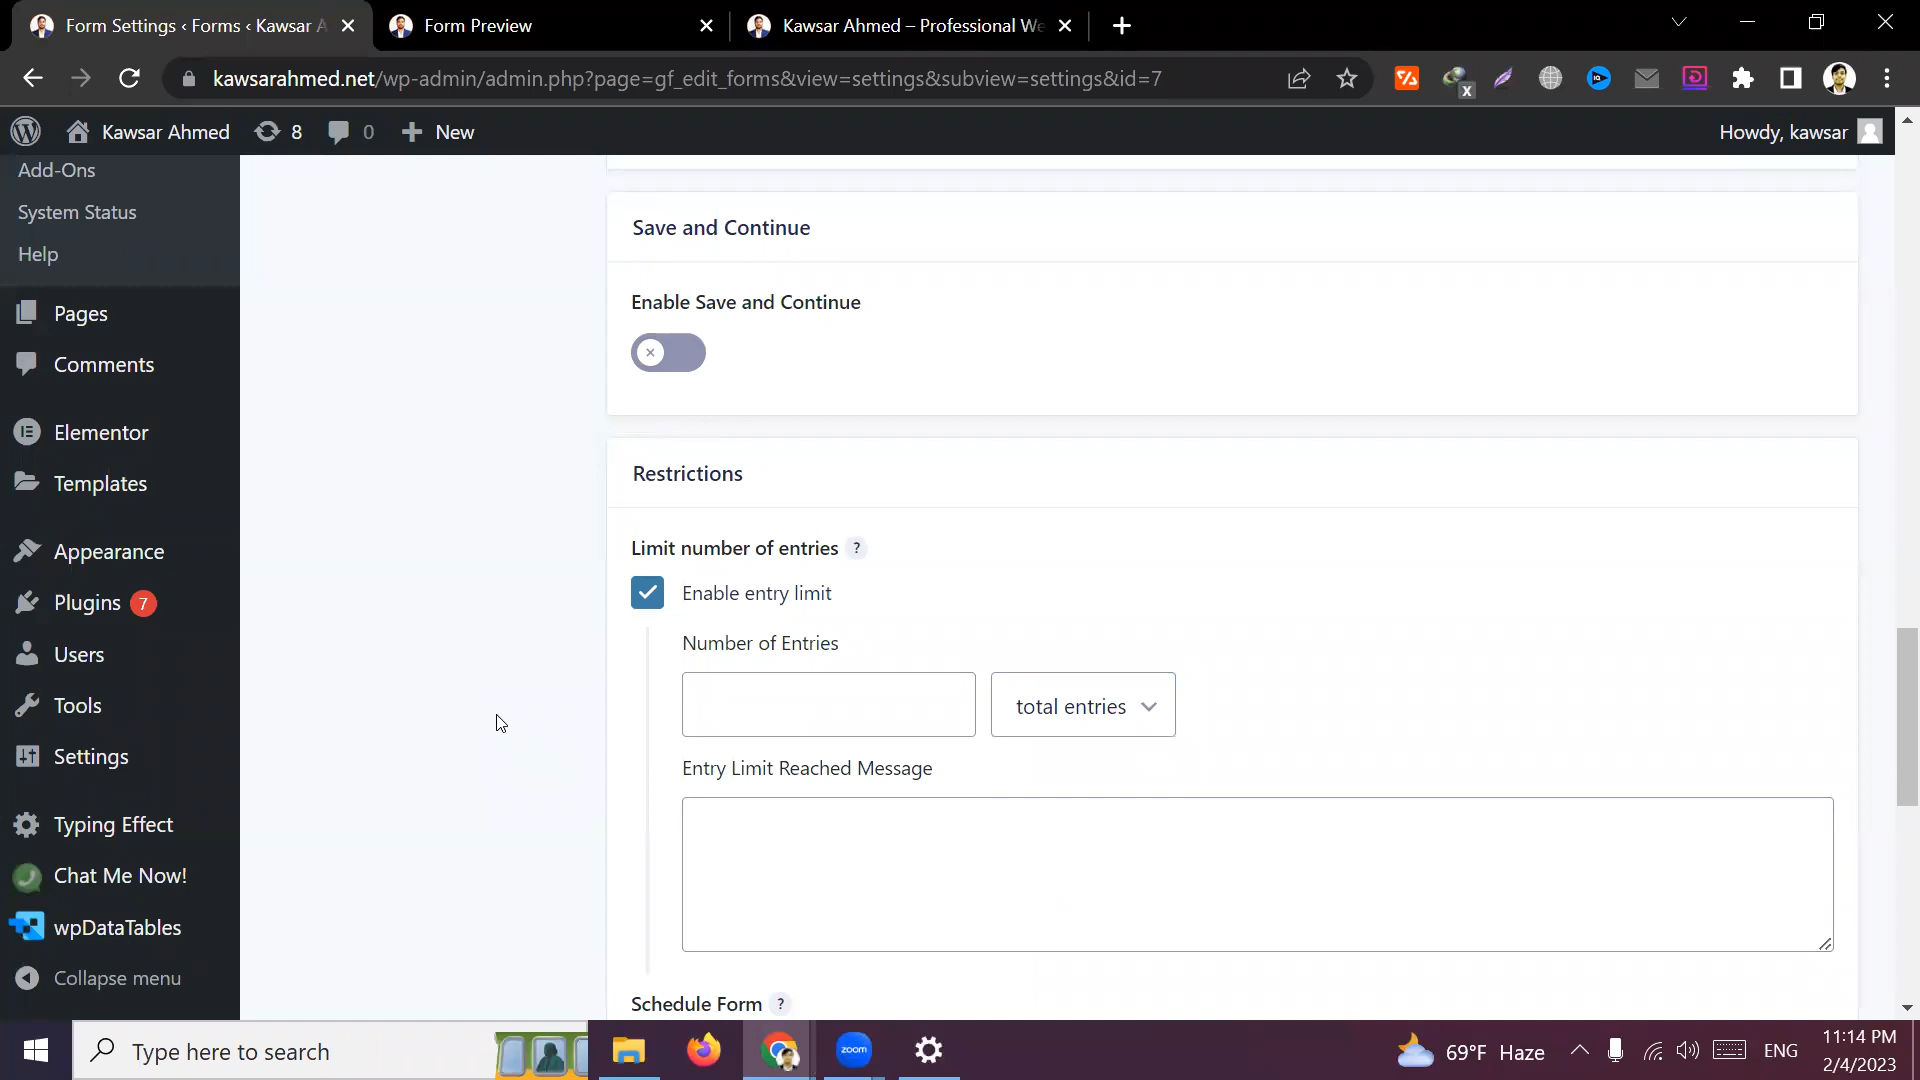 Form Settings ‹ Forms ‹ Kawsar A
Form Preview
Kawsar Ahmed – Professional We
kawsarahmed.net/wp-admin/admin.php?page=gf_edit_forms&view=settings&subview=settings&id=7
Kawsar Ahmed
8
0
New
Howdy, kawsar
Add-Ons
System Status
Help
Pages
Comments
Elementor
Templates
Appearance
Plugins 7
Users
Tools
Settings
Typing Effect
Chat Me Now!
wpDataTables
Collapse menu
Save and Continue
Enable Save and Continue
Restrictions
Limit number of entries ?
Enable entry limit
Number of Entries
total entries
Entry Limit Reached Message
Schedule Form ?
Type here to search
zoom
69°F Haze
ENG
11:14 PM
2/4/2023